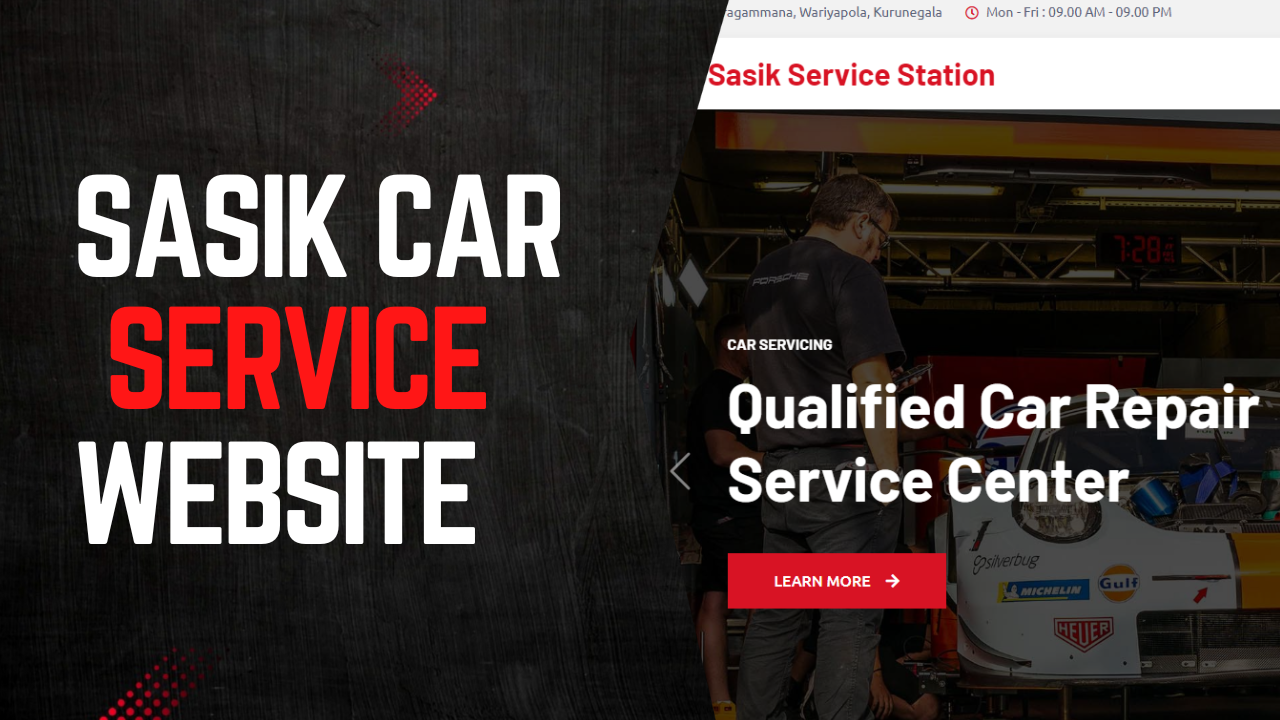 SASIK CAR
SERVICE
WEBSITE
Wariyapola, Kurunegala
Mon - Fri : 09.00 AM - 09.00 PM
Sasik Service Station
7:28
PORSCHE
CAR SERVICING
Qualified Car Repair
Service Center
LEARN MORE
silverbug
MICHELIN
Gulf
HEUER